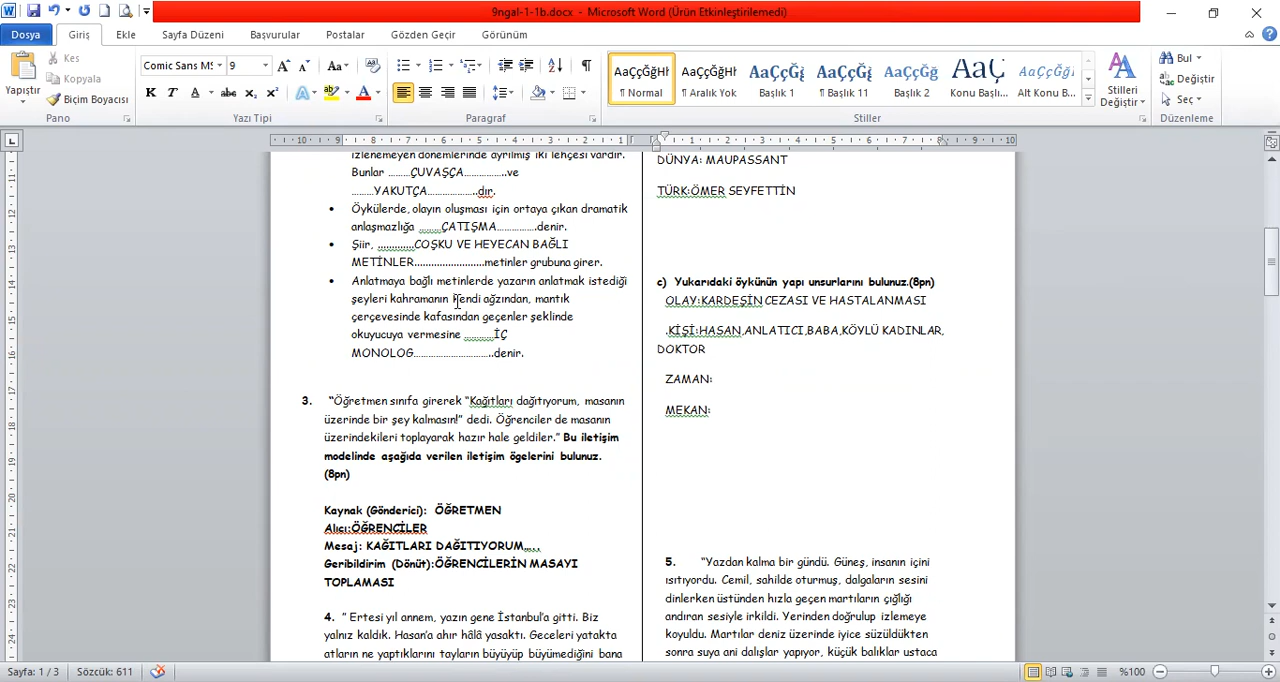 9ngal-1-1b.docx - Microsoft Word (Ürün Etkinleştirilemedi)
Dosya Giriş Ekle Sayfa Düzeni Başvurular Postalar Gözden Geçir Görünüm
Yapıştır
Kes
Kopyala
Biçim Boyacısı
Pano
Comic Sans MS 9
Yazı Tipi
Paragraf
AaÇçĞğHl AaÇçĞğHl AaÇçĞğ AaÇçĞğ AaÇçĞğ AaÇ AaÇçĞğH
¶ Normal ¶ Aralık Yok Başlık 1 ¶ Başlık 11 Başlık 2 Konu Başlı... Alt Konu B...
Stilleri Değiştir
Stiller
Bul
Değiştir
Seç
Düzenleme
izlenemeyen dönemlerinde ayrılmış iki lehçesi vardır.
Bunlar .........ÇUVAŞÇA...............ve
.........YAKUTÇA..................dır.
• Öykülerde, olayın oluşması için ortaya çıkan dramatik
anlaşmazlığa .......ÇATIŞMA..............denir.
• Şiir, .............COŞKU VE HEYECAN BAĞLI
METİNLER........................metinler grubuna girer.
• Anlatmaya bağlı metinlerde yazarın anlatmak istediği
şeyleri kahramanın kendi ağzından, mantık
çerçevesinde kafasından geçenler şeklinde
okuyucuya vermesine ...........İÇ
MONOLOG...............................denir.
3. “Öğretmen sınıfa girerek “Kağıtları dağıtıyorum, masanın
üzerinde bir şey kalmasın!” dedi. Öğrenciler de masanın
üzerindekileri toplayarak hazır hale geldiler.” Bu iletişim
modelinde aşağıda verilen iletişim ögelerini bulunuz.
(8pn)
Kaynak (Gönderici): ÖĞRETMEN
Alıcı:ÖĞRENCİLER
Mesaj: KAĞITLARI DAĞITIYORUM.....
Geribildirim (Dönüt):ÖĞRENCİLERİN MASAYI
TOPLAMASI
4. ” Ertesi yıl annem, yazın gene İstanbul’a gitti. Biz
yalnız kaldık. Hasan’a ahır hâlâ yasaktı. Geceleri yatakta
atların ne yaptıklarını tayların büyüyüp büyümediğini bana
DÜNYA: MAUPASSANT
TÜRK:ÖMER SEYFETTİN
c) Yukarıdaki öykünün yapı unsurlarını bulunuz.(8pn)
OLAY:KARDEŞİN CEZASI VE HASTALANMASI
.KİŞİ:HASAN,ANLATICI,BABA,KÖYLÜ KADINLAR,
DOKTOR
ZAMAN:
MEKAN:
5. “Yazdan kalma bir gündü. Güneş, insanın içini
ısıtıyordu. Cemil, sahilde oturmuş, dalgaların sesini
dinlerken üstünden hızla geçen martıların çığlığı
andıran sesiyle irkildi. Yerinden doğrulup izlemeye
koyuldu. Martılar deniz üzerinde iyice süzüldükten
sonra suya ani dalışlar yapıyor, küçük balıklar ustaca
Sayfa: 1 / 3 Sözcük: 611 %100